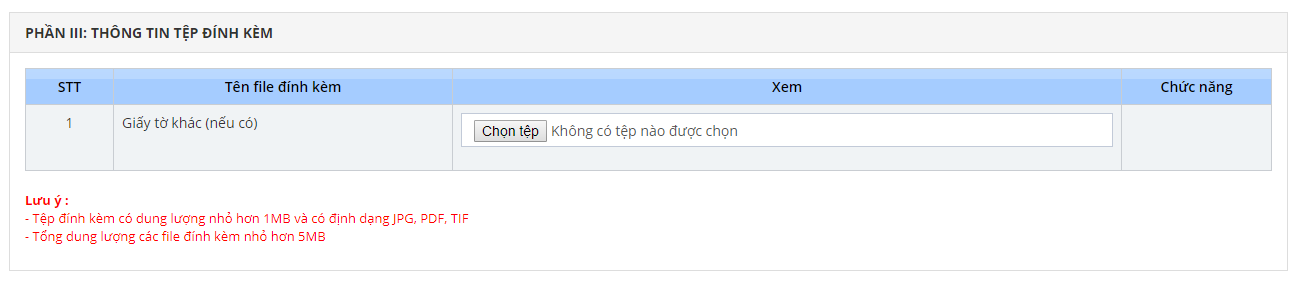 PHẦN III: THÔNG TIN TỆP ĐÍNH KÈM
STT Tên file đính kèm Xem Chức năng
1 Giấy tờ khác (nếu có) Chọn tệp Không có tệp nào được chọn
Lưu ý :
- Tệp đính kèm có dung lượng nhỏ hơn 1MB và có định dạng JPG, PDF, TIF
- Tổng dung lượng các file đính kèm nhỏ hơn 5MB